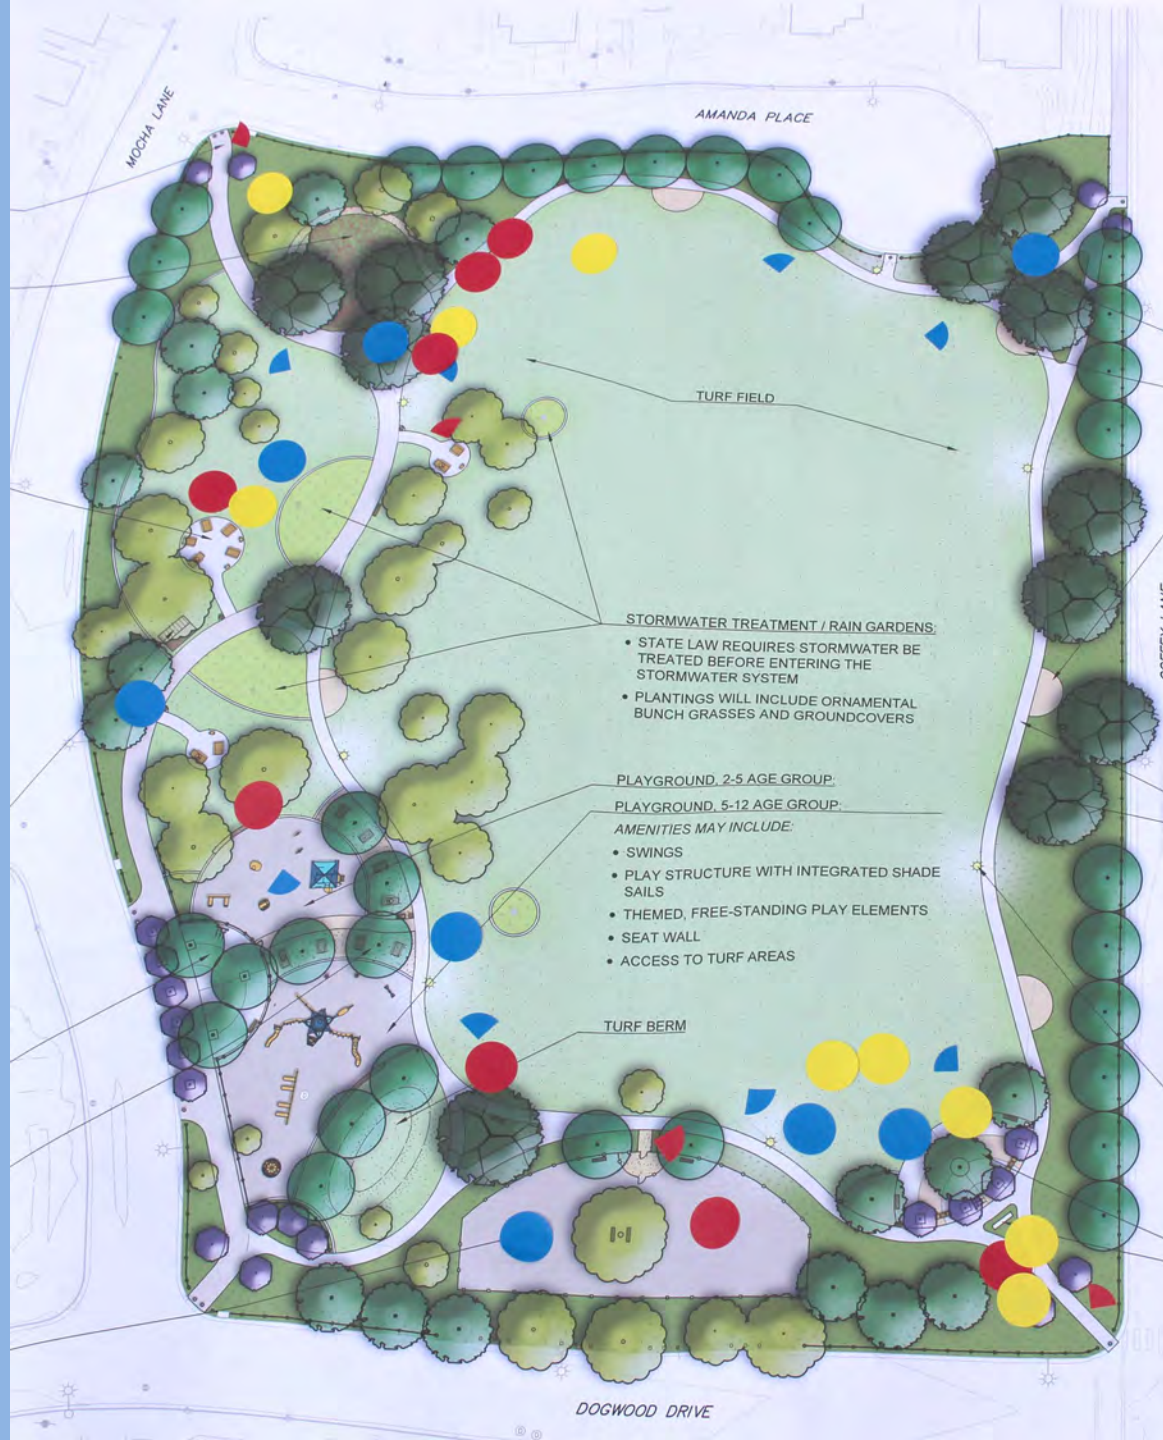 MOCHA LANE
AMANDA PLACE
TURF FIELD
STORMWATER TREATMENT / RAIN GARDENS:
• STATE LAW REQUIRES STORMWATER BE
TREATED BEFORE ENTERING THE
STORMWATER SYSTEM
• PLANTINGS WILL INCLUDE ORNAMENTAL
BUNCH GRASSES AND GROUNDCOVERS
PLAYGROUND, 2-5 AGE GROUP:
PLAYGROUND, 5-12 AGE GROUP:
AMENITIES MAY INCLUDE:
• SWINGS
• PLAY STRUCTURE WITH INTEGRATED SHADE
SAILS
• THEMED, FREE-STANDING PLAY ELEMENTS
• SEAT WALL
• ACCESS TO TURF AREAS
TURF BERM
DOGWOOD DRIVE